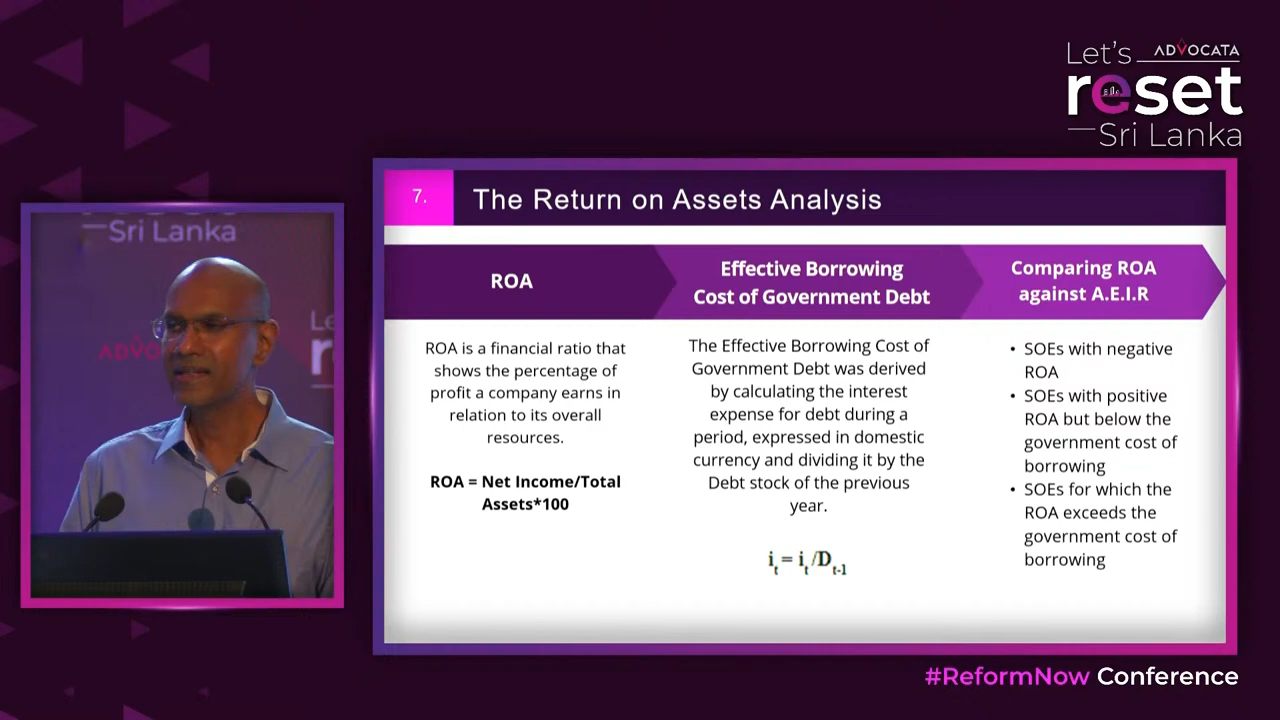 Let's
ADVOCATA
reset
Sri Lanka
Sri Lanka
ADVO
Le
r
7.
The Return on Assets Analysis
ROA
Effective Borrowing
Cost of Government Debt
Comparing ROA
against A.E.I.R
ROA is a financial ratio that
shows the percentage of
profit a company earns in
relation to its overall
resources.
ROA = Net Income/Total
Assets*100
The Effective Borrowing Cost of
Government Debt was derived
by calculating the interest
expense for debt during a
period, expressed in domestic
currency and dividing it by the
Debt stock of the previous
year.
i_t = i_t /D_t-1
• SOEs with negative
ROA
• SOEs with positive
ROA but below the
government cost of
borrowing
• SOEs for which the
ROA exceeds the
government cost of
borrowing
#ReformNow Conference